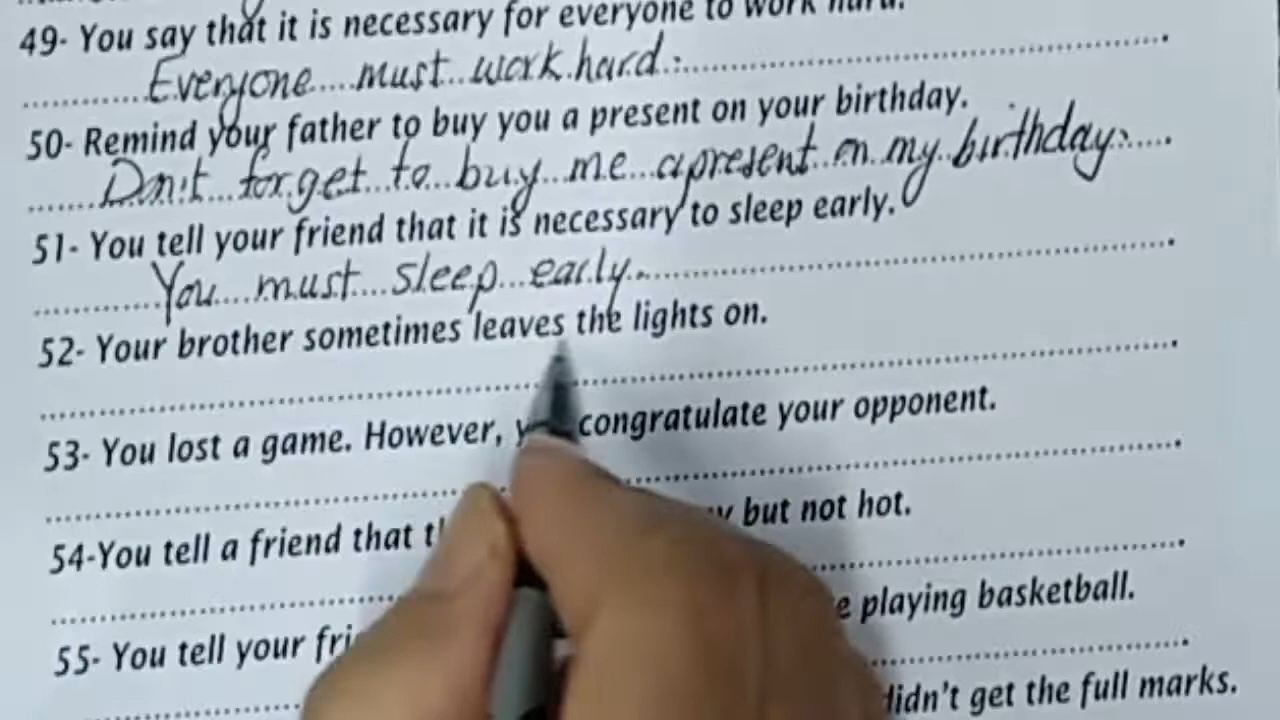 49- You say that it is necessary for everyone to work hard.
Everyone must work hard.
50- Remind your father to buy you a present on your birthday.
Don't forget to buy me a present on my birthday.
51- You tell your friend that it is necessary to sleep early.
You must sleep early.
52- Your brother sometimes leaves the lights on.
53- You lost a game. However, you congratulate your opponent.
54-You tell a friend that but not hot.
55- You tell your playing basketball.
didn't get the full marks.